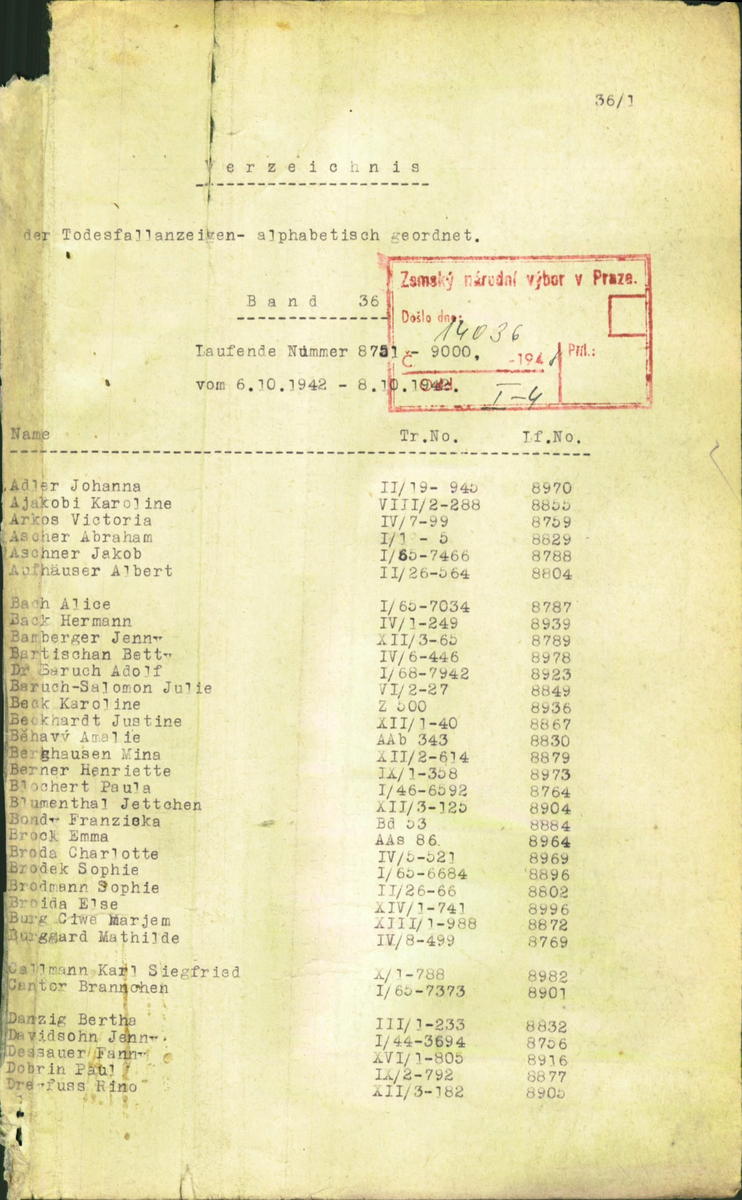 36/1
Verzeichnis
der Todesfallanzeigen- alphabetisch geordnet.
Zemský národní výbor v Praze.
Band 36
Došlo dne:
14036
Laufende Nummer 8751 - 9000,
Č -194 Příl.:
vom 6.10.1942 - 8.10.1942.
I-4
Name Tr.No. lf.No.
Adler Johanna II/19- 945 8970
Ajakobi Karoline VIII/2-288 8855
Arkos Victoria IV/7-99 8759
Ascher Abraham I/1 - 5 8829
Aschner Jakob I/65-7466 8788
Aufhäuser Albert II/26-564 8804
Bach Alice I/65-7034 8787
Back Hermann IV/1-249 8939
Bamberger Jenny XII/3-65 8789
Bartischan Betty IV/6-446 8978
Dr Baruch Adolf I/68-7942 8923
Baruch-Salomon Julie VI/2-27 8849
Beck Karoline Z 500 8936
Beckhardt Justine XII/1-40 8867
Běhavý Amalie AAb 343 8830
Berghausen Mina XII/2-614 8879
Berner Henriette IX/1-358 8973
Blochert Paula I/46-6592 8764
Blumenthal Jettchen XII/3-125 8904
Bondy Franziska Bd 53 8884
Brock Emma AAs 86. 8964
Broda Charlotte IV/5-521 8969
Brodek Sophie I/65-6684 8896
Brodmann Sophie II/26-66 8802
Broida Else XIV/1-741 8996
Burg Ciwe Marjem XIII/1-988 8872
Burggard Mathilde IV/8-499 8769
Callmann Karl Siegfried X/1-788 8982
Cantor Brannchen I/65-7373 8901
Danzig Bertha III/1-233 8832
Davidsohn Jenny I/44-3694 8756
Dessauer Fanny XVI/1-805 8916
Dobrin Paul IX/2-792 8877
Dreyfuss Rino XII/3-182 8905